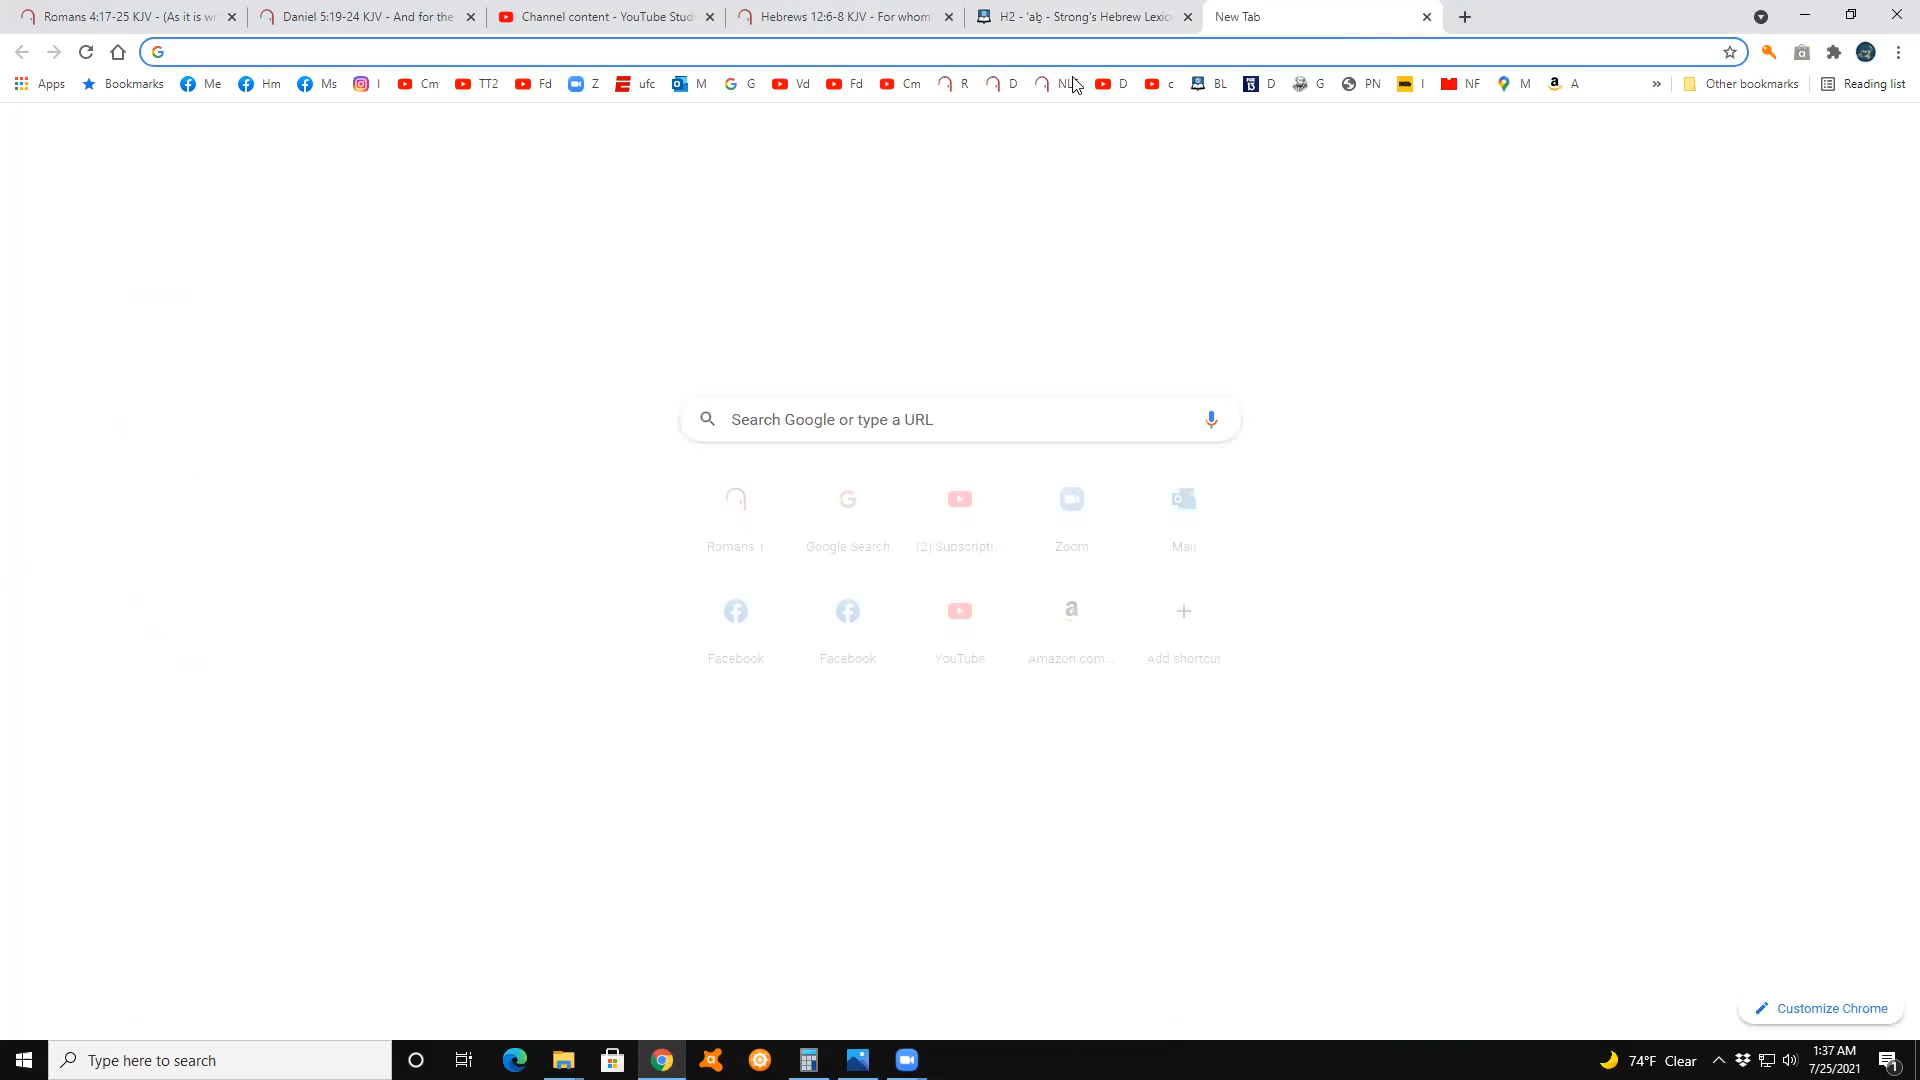 Romans 4:17-25 KJV - (As it is wr
Daniel 5:19-24 KJV - And for the
Channel content - YouTube Stud
Hebrews 12:6-8 KJV - For whom
H2 - 'āḇ - Strong's Hebrew Lexico
New Tab
Apps Bookmarks Me Hm Ms I Cm TT2 Fd Z ufc M G Vd Fd Cm R D NL D c BL D G PN I NF M A » Other bookmarks Reading list
Search Google or type a URL
Romans Google Search (2) Subscripti Zoom Mail
Facebook Facebook YouTube Amazon.com... Add shortcut
Customize Chrome
Type here to search
74°F Clear
1:37 AM
7/25/2021
1